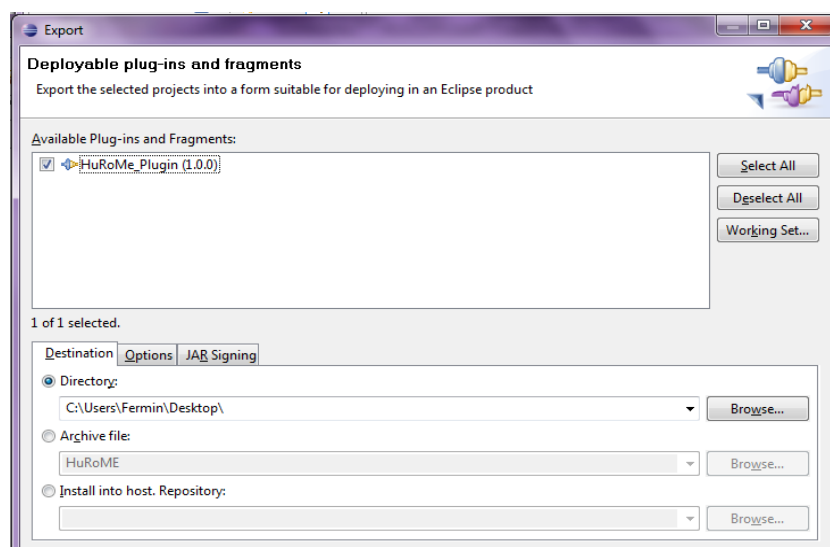 Export
Deployable plug-ins and fragments
Export the selected projects into a form suitable for deploying in an Eclipse product
Available Plug-ins and Fragments:
HuRoMe_Plugin (1.0.0)
Select All
Deselect All
Working Set...
1 of 1 selected.
Destination Options JAR Signing
Directory:
C:\Users\Fermin\Desktop\ Browse...
Archive file:
HuRoME Browse...
Install into host. Repository:
Browse...